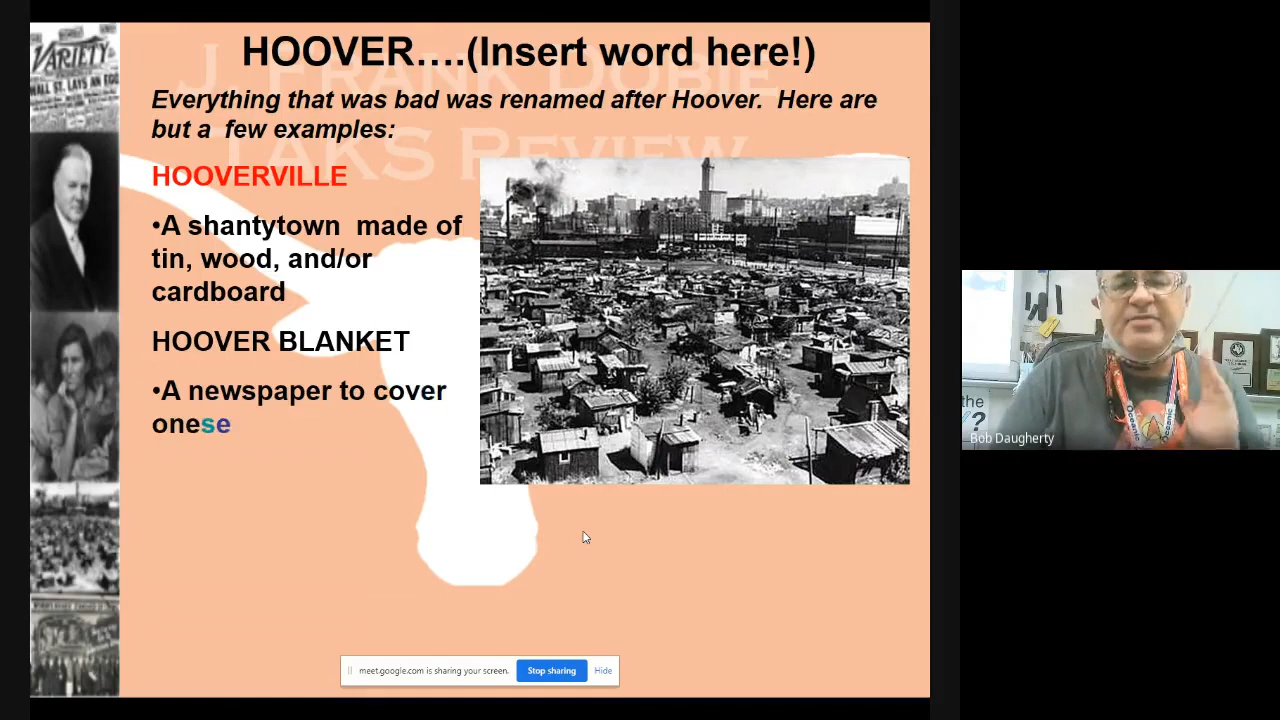 HOOVER….(Insert word here!)
J FRANK DOBIE
TAKS REVIEW
Everything that was bad was renamed after Hoover.  Here are
but a  few examples:
HOOVERVILLE
•A shantytown  made of
tin, wood, and/or
cardboard
HOOVER BLANKET
•A newspaper to cover
onese
VARIETY
WALL ST. LAYS AN EGG
the
?
Oceanic
Bob Daugherty
meet.google.com is sharing your screen.
Stop sharing
Hide